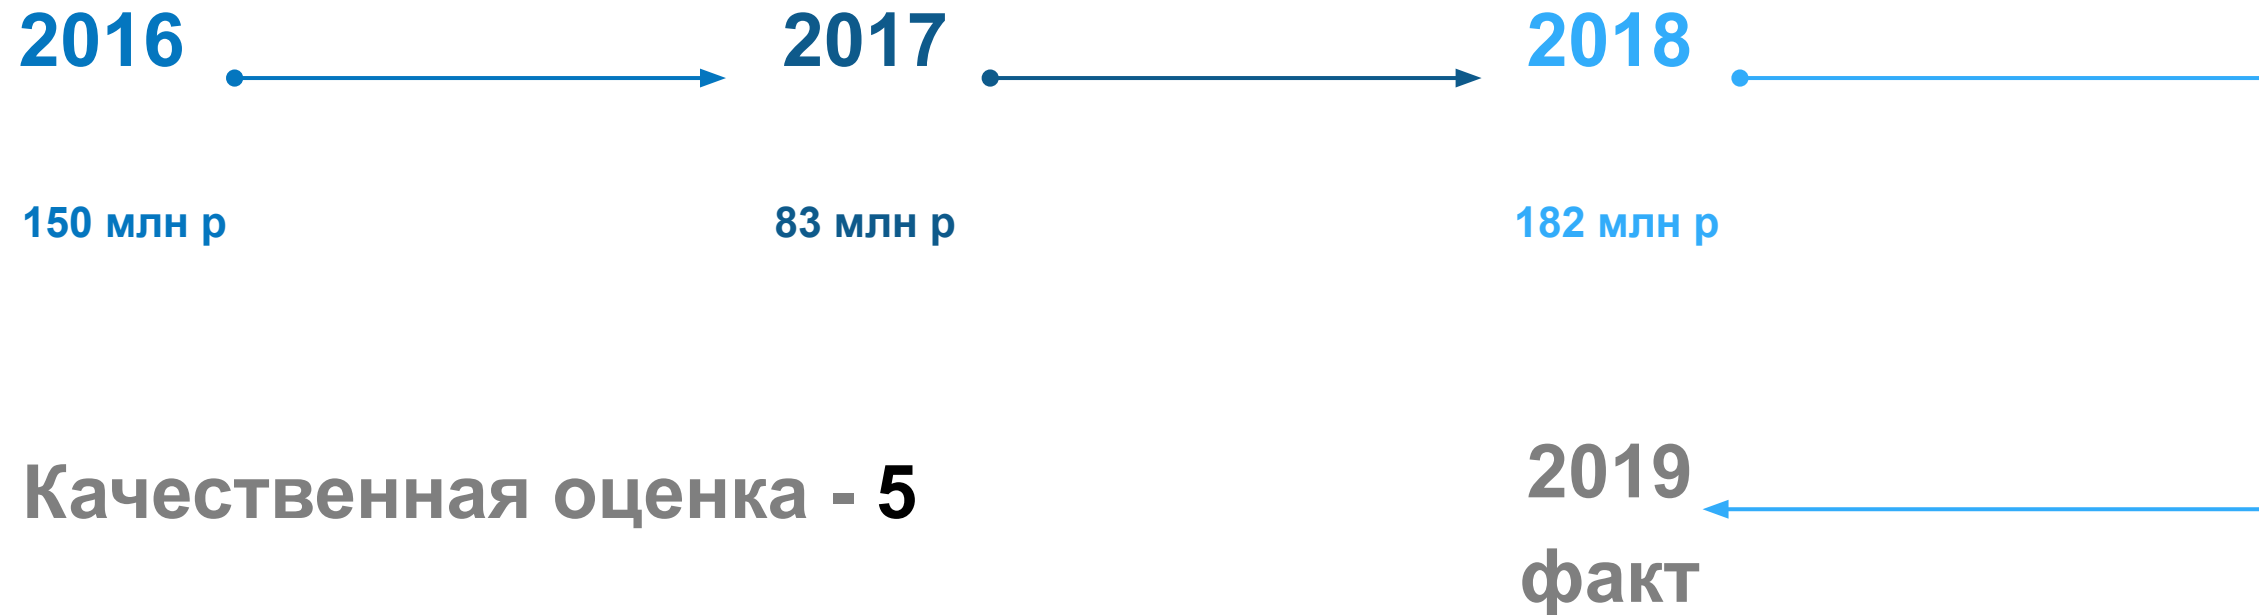 2016
2017
2018
150 млн р
83 млн р
182 млн р
Качественная оценка - 5
2019
факт